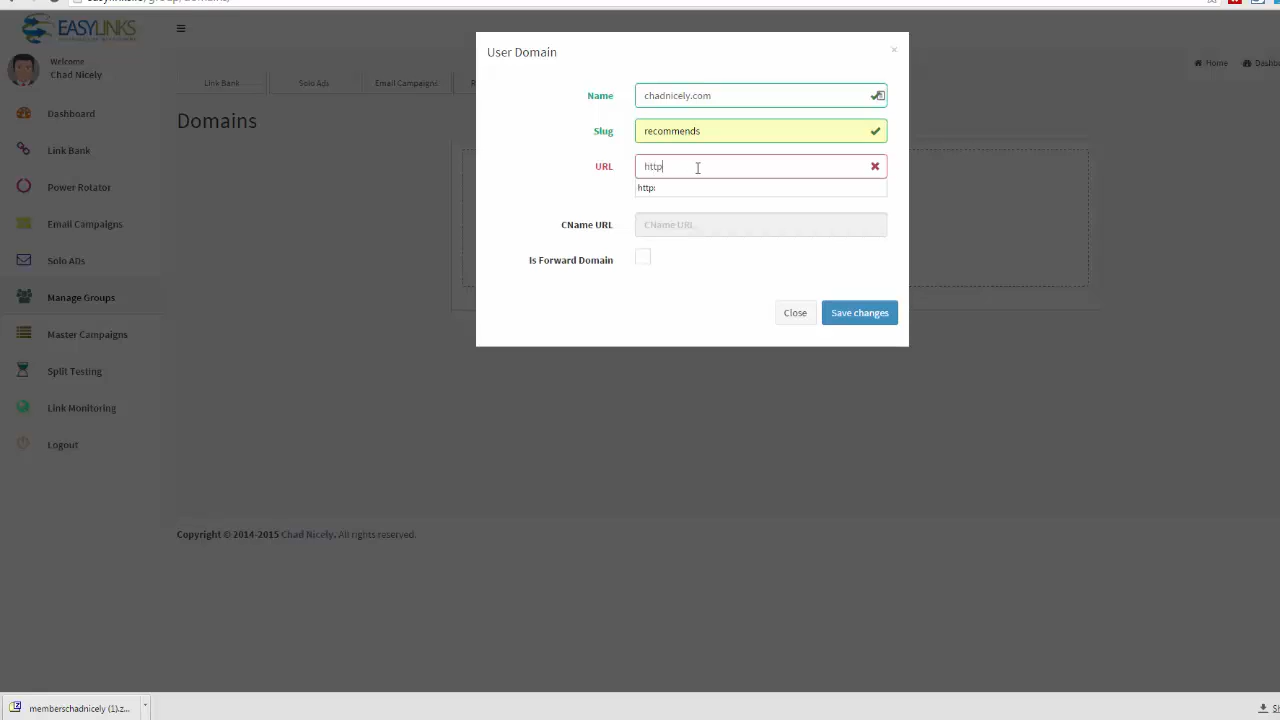 EASYLINKS
Welcome
Chad Nicely
Link Bank
Solo Ads
Email Campaigns
Home
Domains
Dashboard
Link Bank
Power Rotator
Email Campaigns
Solo ADs
Manage Groups
Master Campaigns
Split Testing
Link Monitoring
Logout
User Domain
×
Name
chadnicely.com
Slug
recommends
URL
http
http:
CName URL
CName URL
Is Forward Domain
Close
Save changes
Copyright © 2014-2015 Chad Nicely. All rights reserved.
memberschadnicely (1).z...